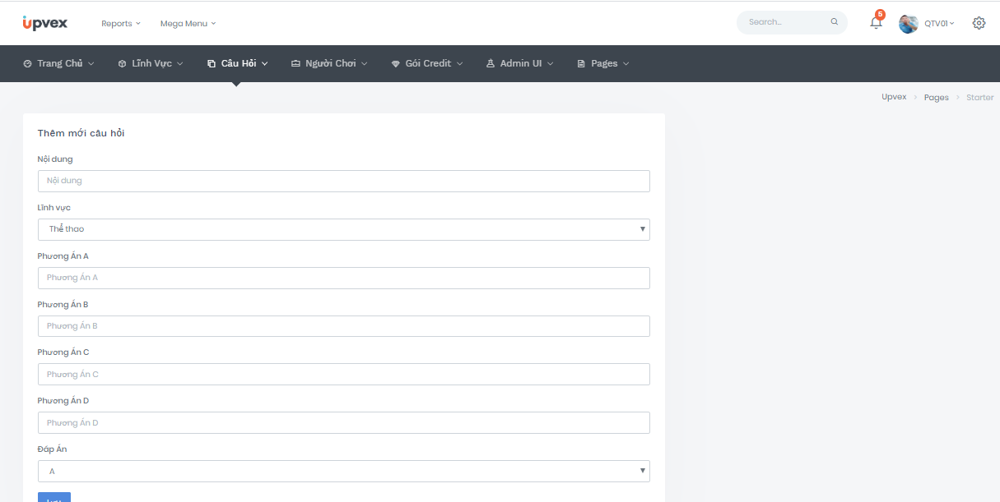 Upvex Reports Mega Menu Search... 5 QTV01
Trang Chủ Lĩnh Vực Câu Hỏi Người Chơi Gói Credit Admin UI Pages
Upvex > Pages > Starter
Thêm mới câu hỏi
Nội dung
Nội dung
Lĩnh vực
Thể thao
Phương Án A
Phương Án A
Phương Án B
Phương Án B
Phương Án C
Phương Án C
Phương Án D
Phương Án D
Đáp Án
A